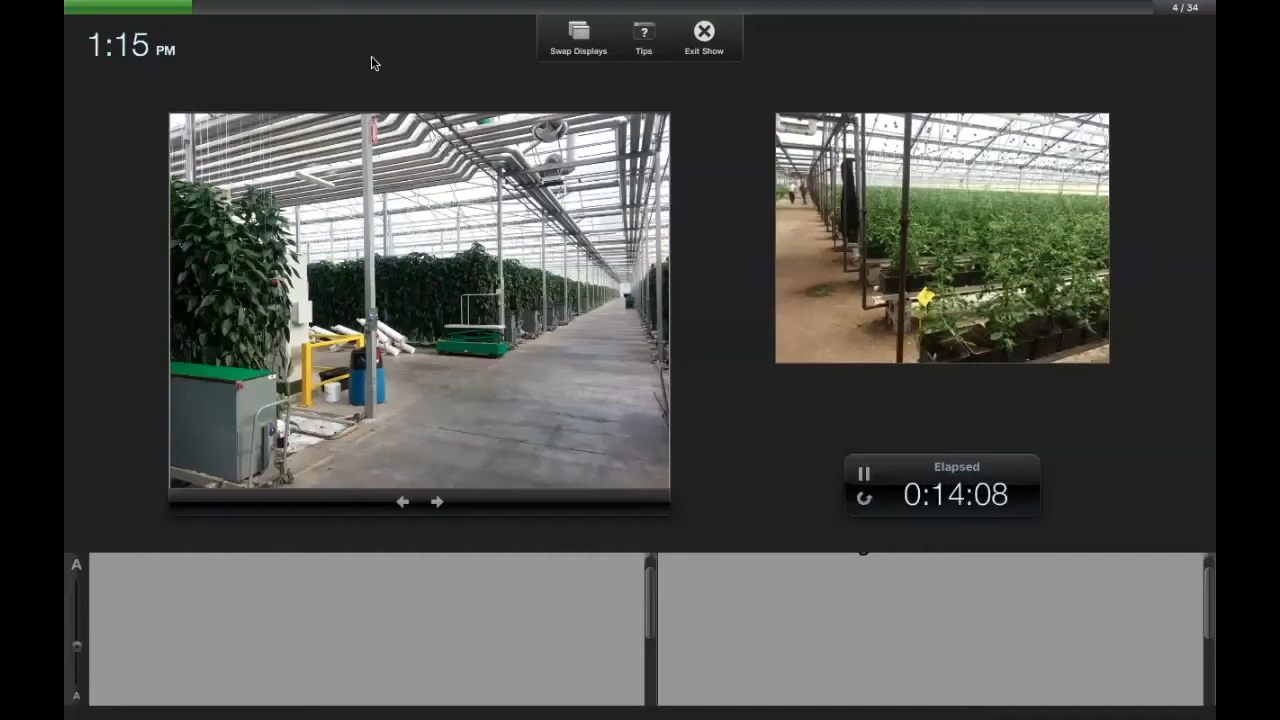 4 / 34
1:15 PM
?
Swap Displays Tips Exit Show
Elapsed
0:14:08
A
A